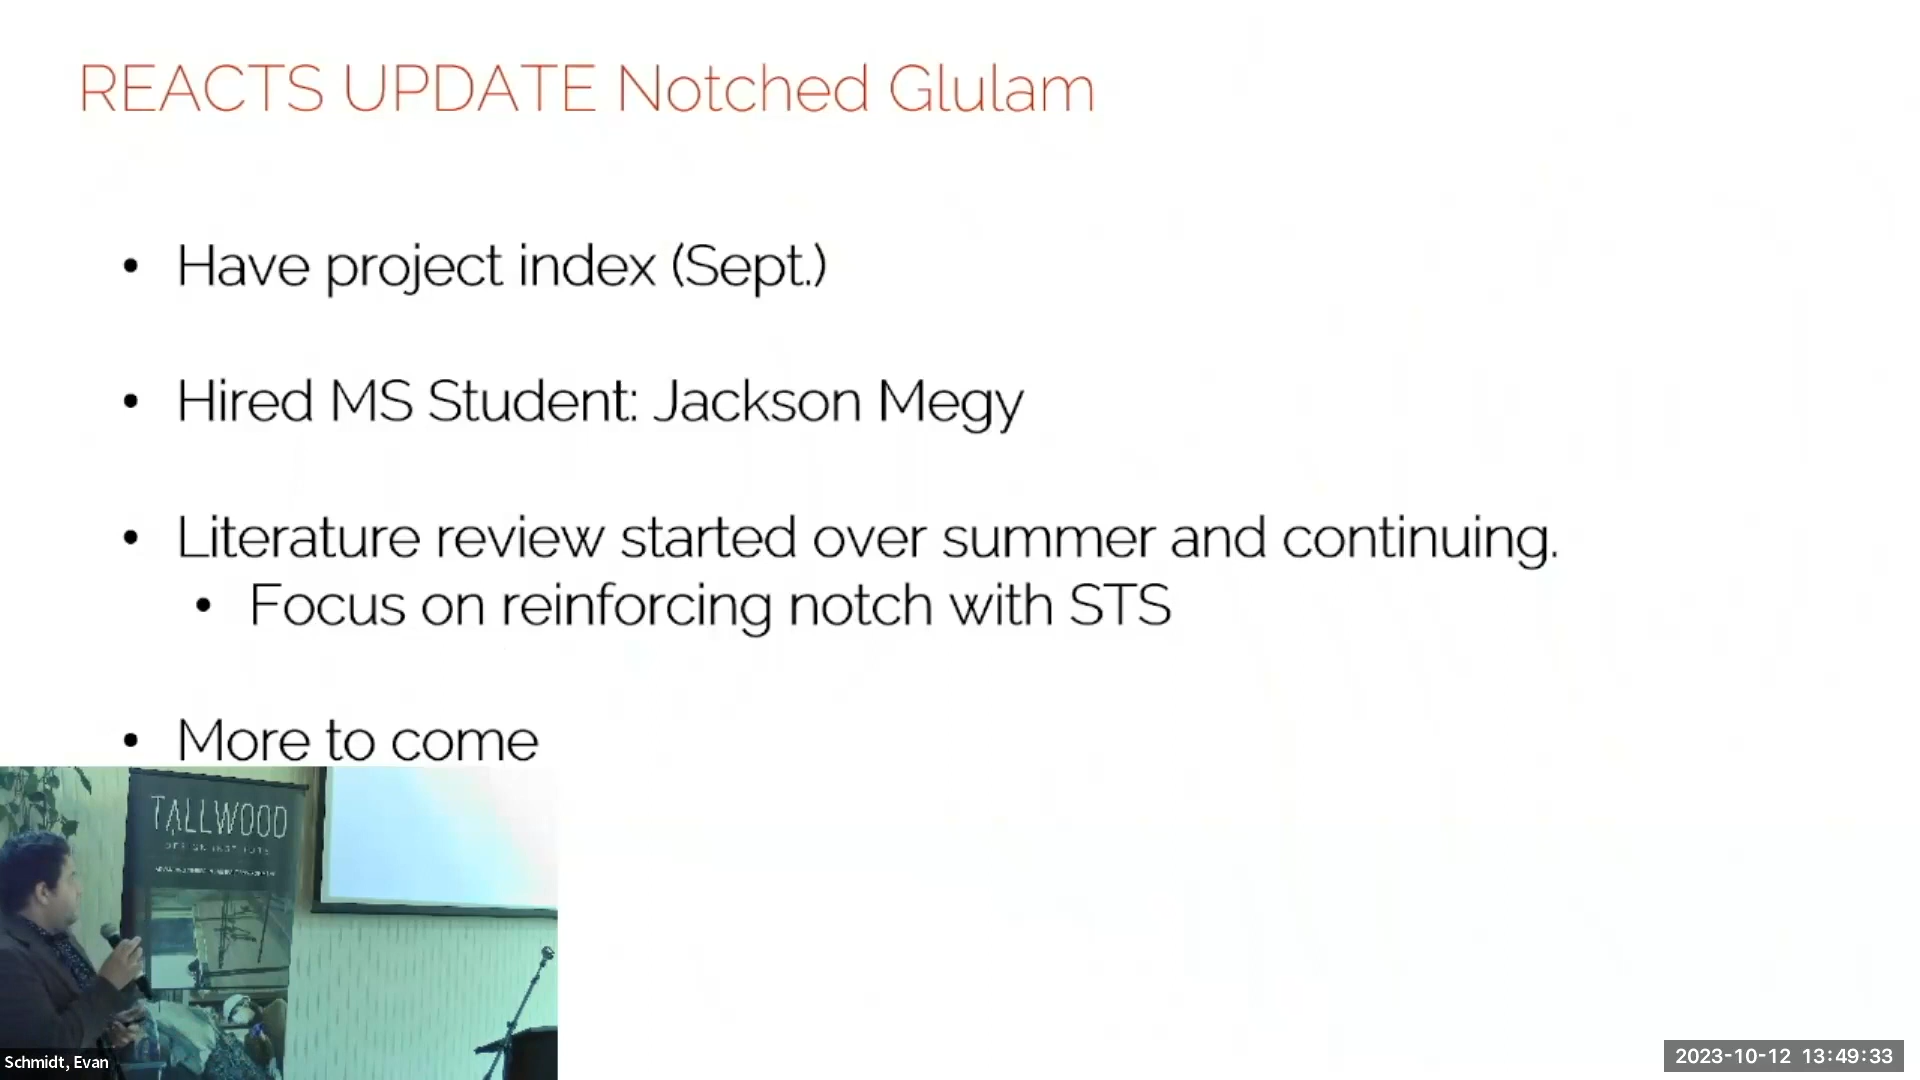 REACTS UPDATE Notched Glulam
• Have project index (Sept.)
• Hired MS Student: Jackson Megy
• Literature review started over summer and continuing.
• Focus on reinforcing notch with STS
• More to come
TALLWOOD
DESIGN INSTITUTE
Schmidt, Evan
2023-10-12 13:49:33